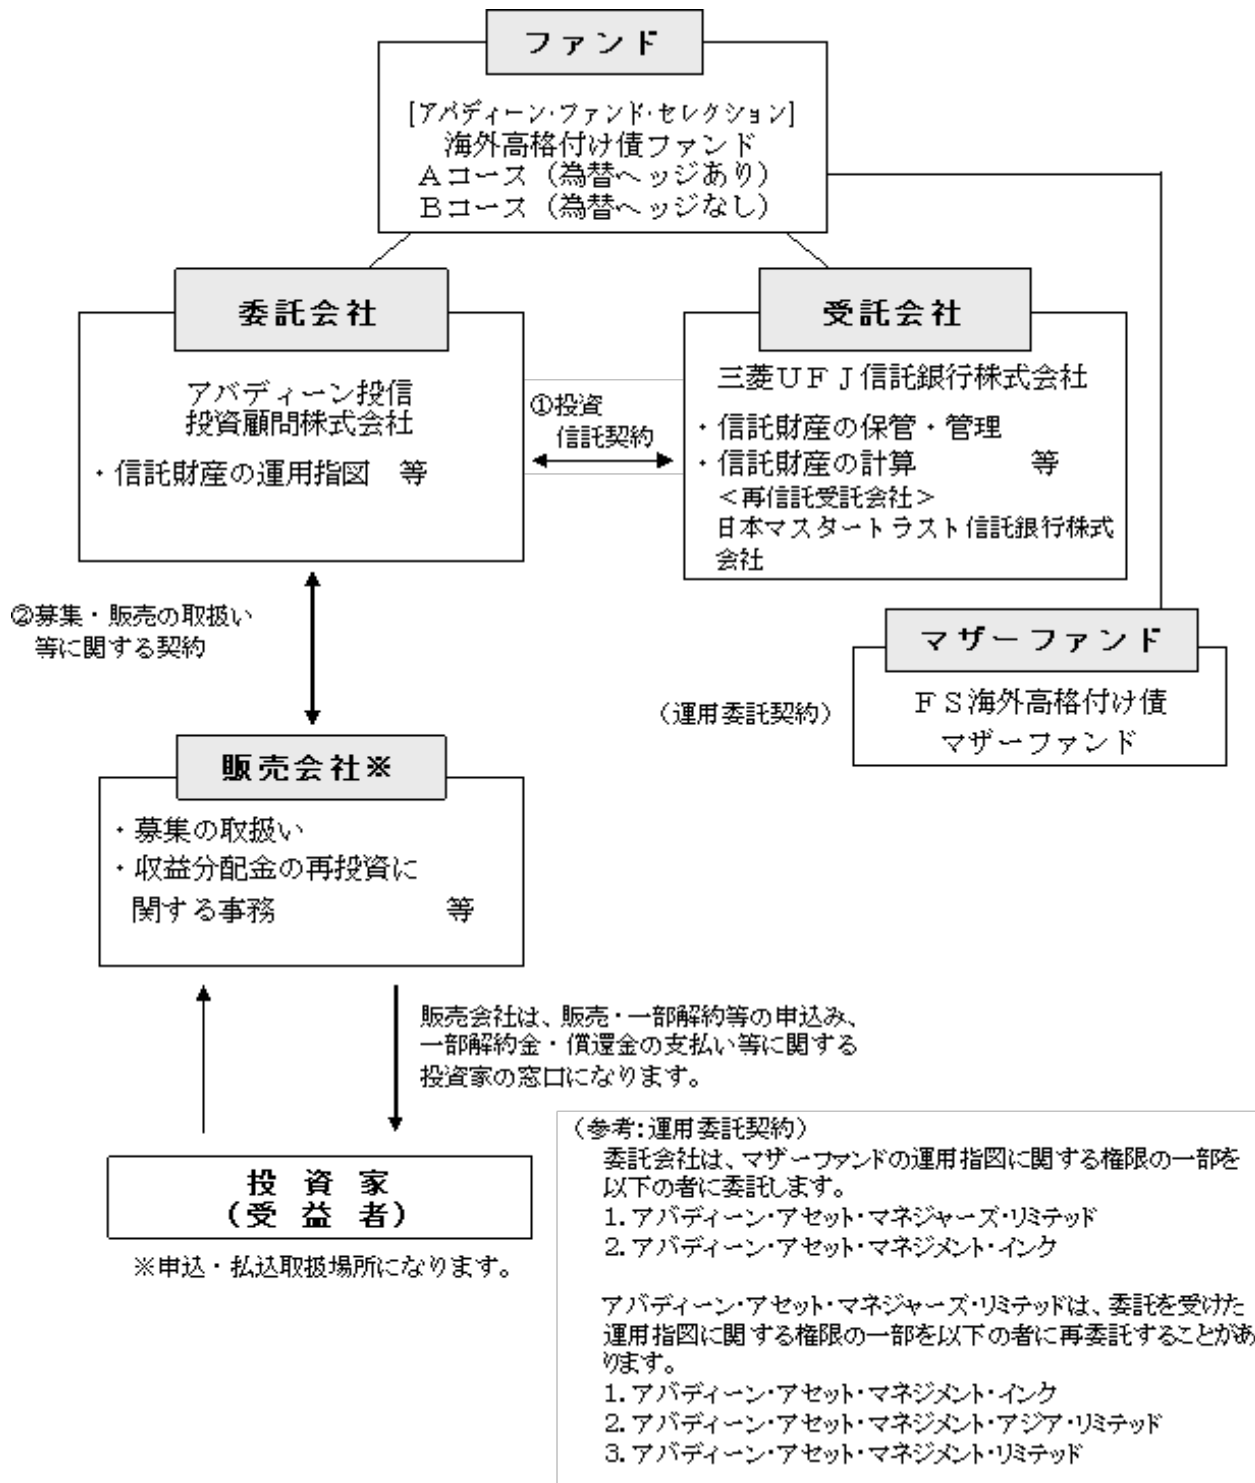 ファンド
[アバディーン・ファンド・セレクション]
海外高格付け債ファンド
Aコース（為替ヘッジあり）
Bコース（為替ヘッジなし）
委託会社
アバディーン投信
投資顧問株式会社
・信託財産の運用指図　等
①投資
信託契約
受託会社
三菱UFJ信託銀行株式会社
・信託財産の保管・管理
・信託財産の計算　　　　等
＜再信託受託会社＞
日本マスタートラスト信託銀行株式
会社
②募集・販売の取扱い
等に関する契約
マザーファンド
（運用委託契約）
FS海外高格付け債
マザーファンド
販売会社※
・募集の取扱い
・収益分配金の再投資に
関する事務　　　　　　等
販売会社は、販売・一部解約等の申込み、
一部解約金・償還金の支払い等に関する
投資家の窓口になります。
投　資　家
（受　益　者）
※申込・払込取扱場所になります。
（参考:運用委託契約）
委託会社は、マザーファンドの運用指図に関する権限の一部を
以下の者に委託します。
1.アバディーン・アセット・マネジャーズ・リミテッド
2.アバディーン・アセット・マネジメント・インク
アバディーン・アセット・マネジャーズ・リミテッドは、委託を受けた
運用指図に関する権限の一部を以下の者に再委託することがあ
ります。
1.アバディーン・アセット・マネジメント・インク
2.アバディーン・アセット・マネジメント・アジア・リミテッド
3.アバディーン・アセット・マネジメント・リミテッド